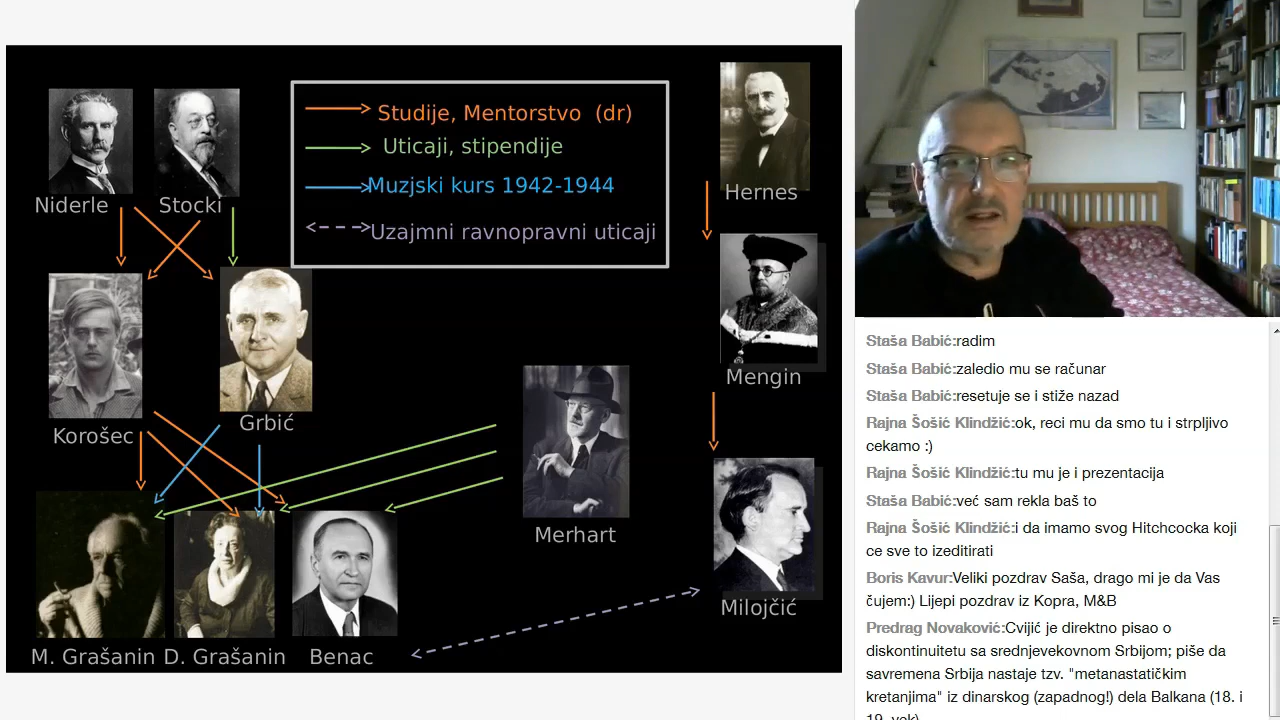 Studije, Mentorstvo (dr)
Uticaji, stipendije
Muzjski kurs 1942-1944
Uzajmni ravnopravni uticaji
Niderle
Stocki
Hernes
Mengin
Korošec
Grbić
Merhart
Milojčić
M. Grašanin
D. Grašanin
Benac
Staša Babić:radim
Staša Babić:zaledio mu se računar
Staša Babić:resetuje se i stiže nazad
Rajna Šošić Klindžić:ok, reci mu da smo tu i strpljivo
cekamo :)
Rajna Šošić Klindžić:tu mu je i prezentacija
Staša Babić:već sam rekla baš to
Rajna Šošić Klindžić:i da imamo svog Hitchcocka koji
ce sve to izeditirati
Boris Kavur:Veliki pozdrav Saša, drago mi je da Vas
čujem:) Lijepi pozdrav iz Kopra, M&B
Predrag Novaković:Cvijić je direktno pisao o
diskontinuitetu sa srednjevekovnom Srbijom; piše da
savremena Srbija nastaje tzv. "metanastatičkim
kretanjima" iz dinarskog (zapadnog!) dela Balkana (18. i
19. vek)